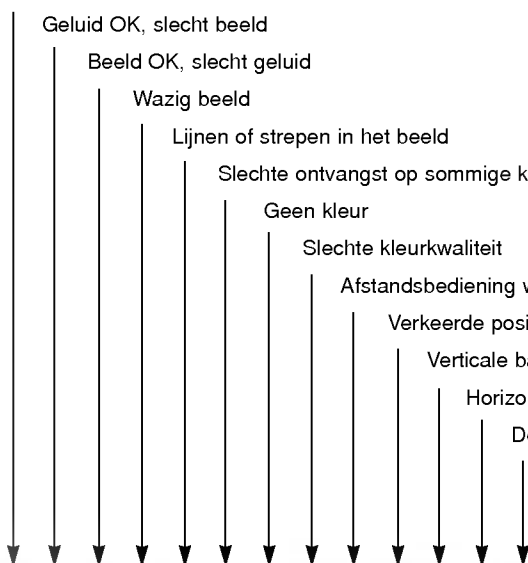 Geluid OK, slecht beeld
Beeld OK, slecht geluid
Wazig beeld
Lijnen of strepen in het beeld
Slechte ontvangst op sommige
Geen kleur
Slechte kleurkwaliteit
Afstandsbediening
Verkeerde
Verticale